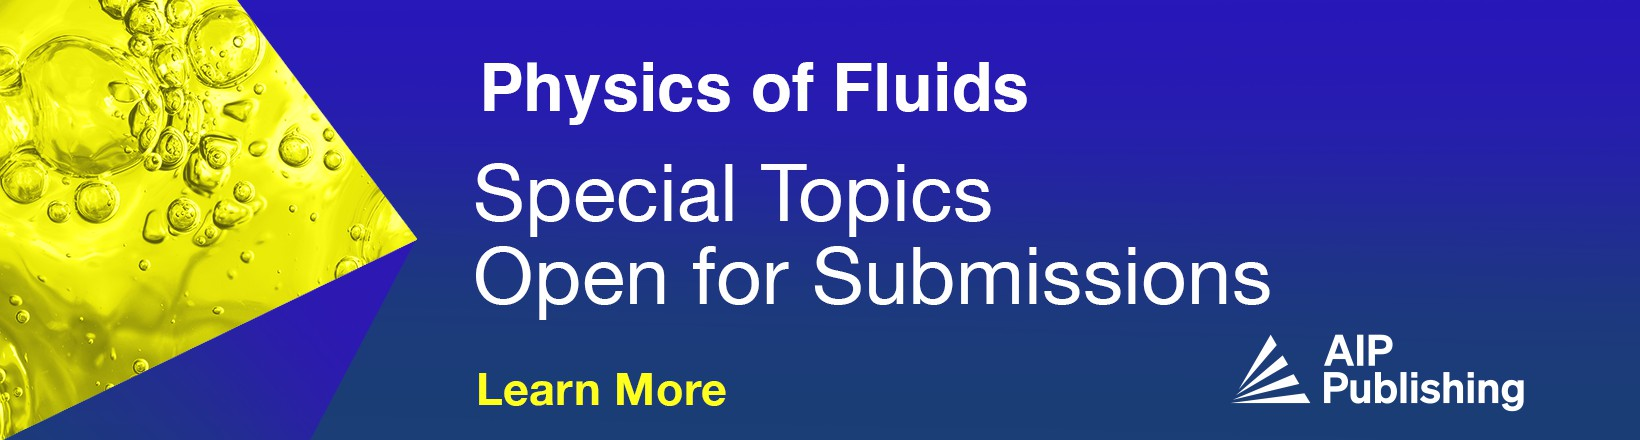 Physics of Fluids
Special Topics
Open for Submissions
Learn More
AIP
Publishing